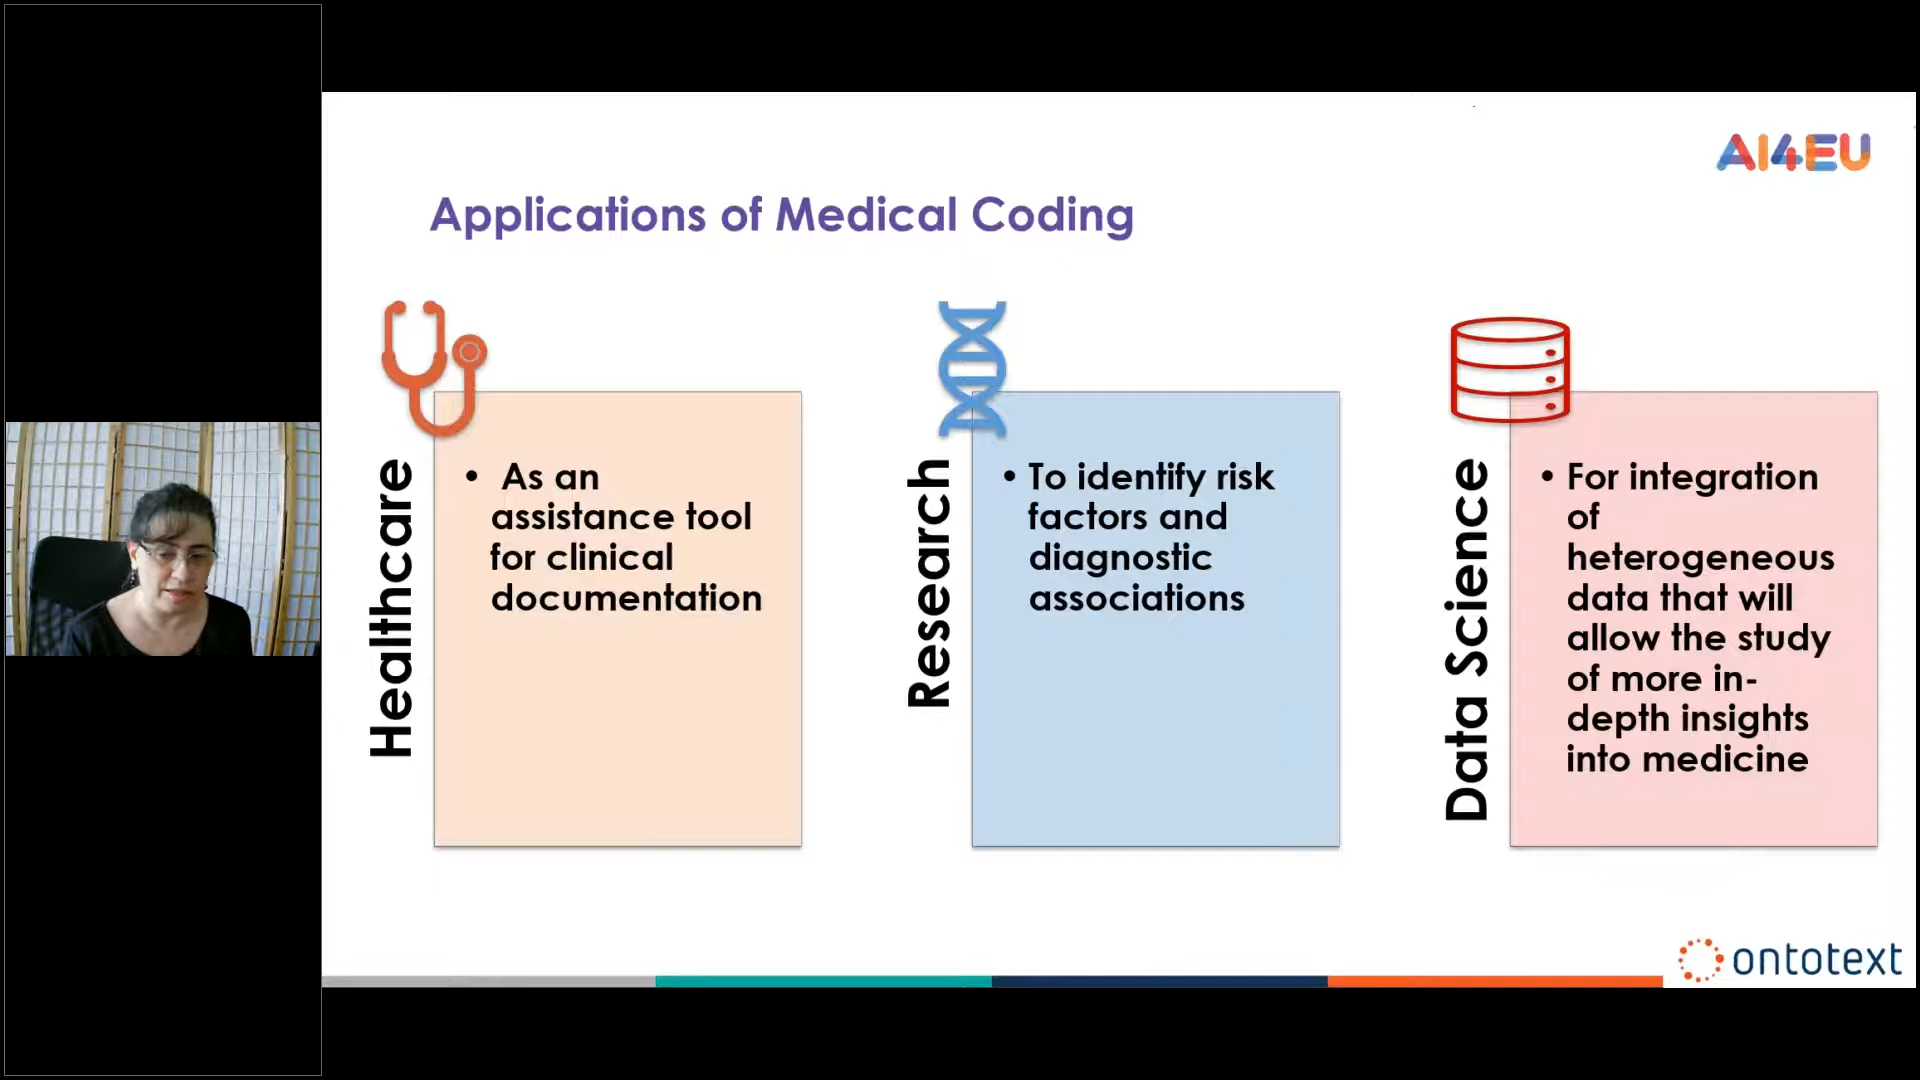 AI4EU
Applications of Medical Coding
Healthcare
• As an
assistance tool
for clinical
documentation
Research
• To identify risk
factors and
diagnostic
associations
Data Science
• For integration
of
heterogeneous
data that will
allow the study
of more in-
depth insights
into medicine
ontotext